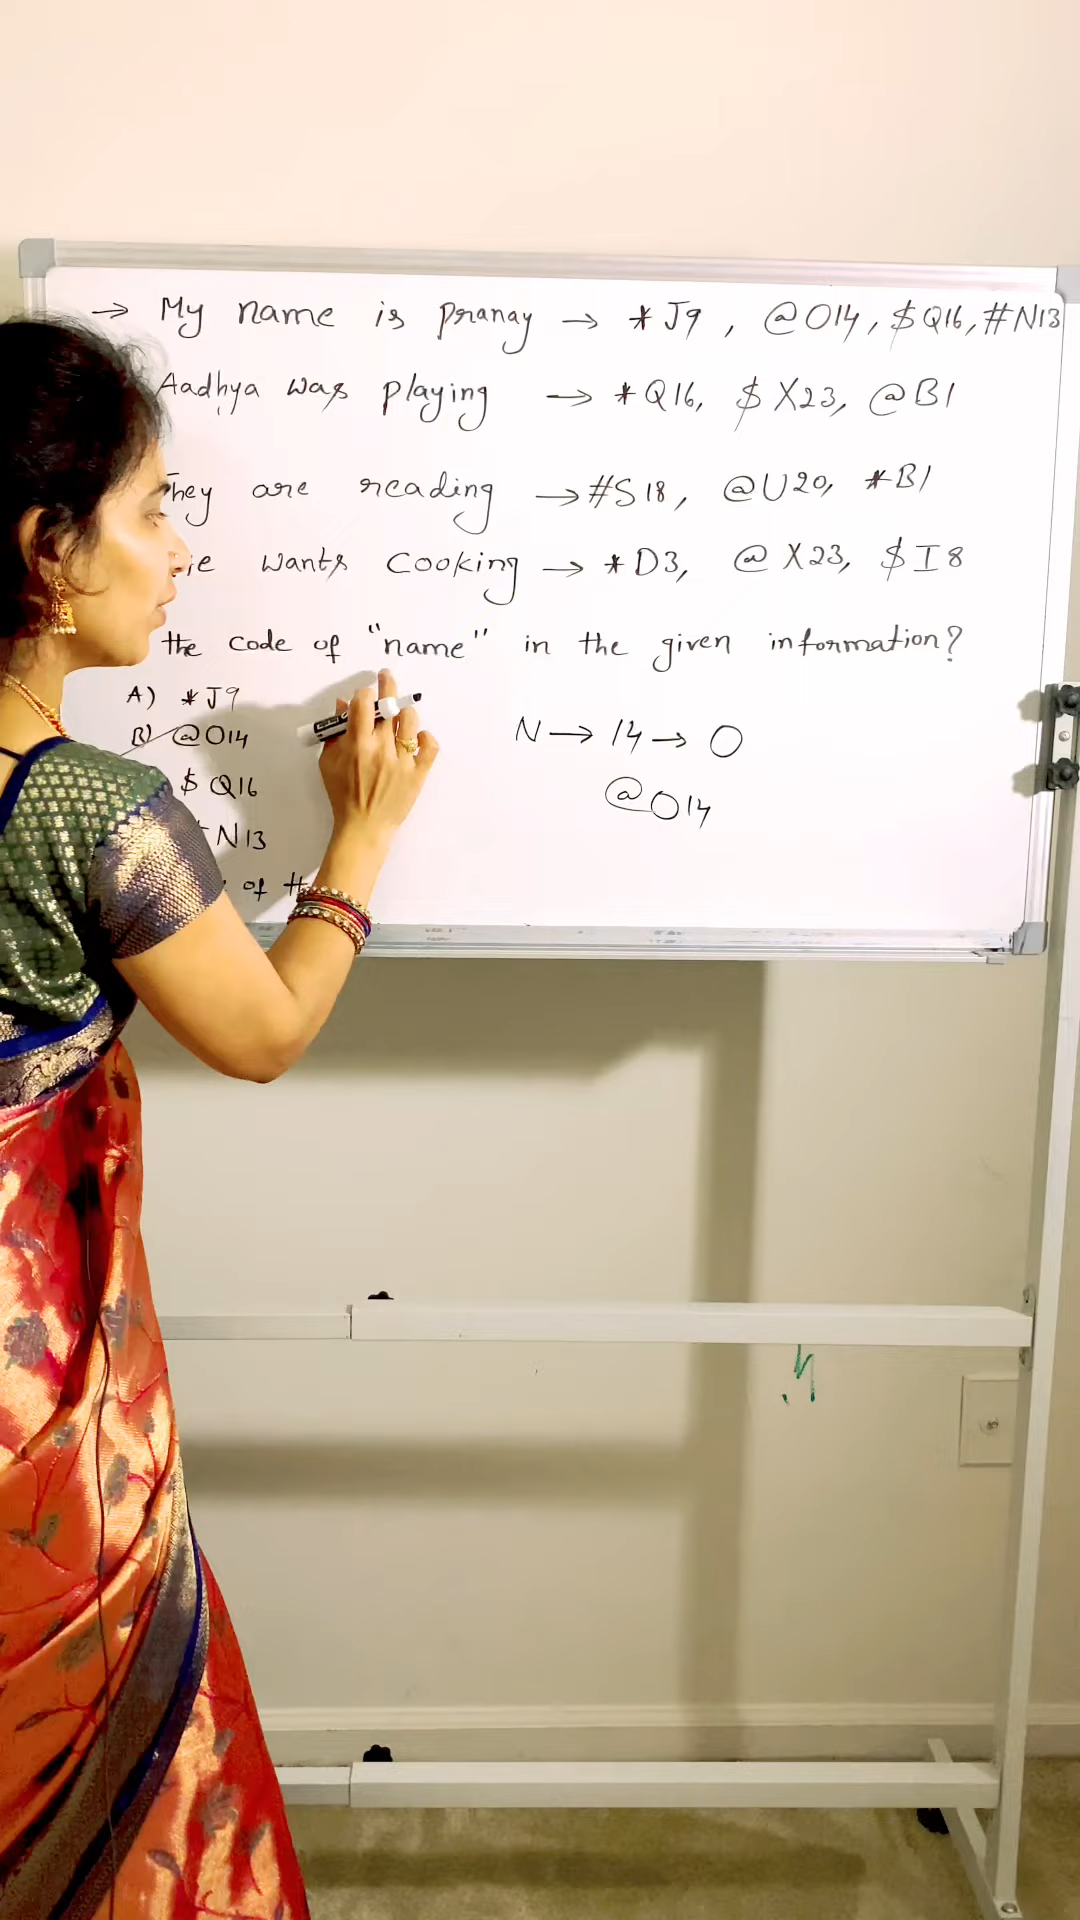 → My name is pranay → *J9, @O14, $Q16, #N13
Aadhya was playing → *Q16, $X23, @B1
They are reading → #S18, @U20, *B1
wants cooking → *D3, @X23, $I8
the code of "name" in the given information?
A) *J9
B) @O14
$Q16
N13
of
N → 14 → O
@O14